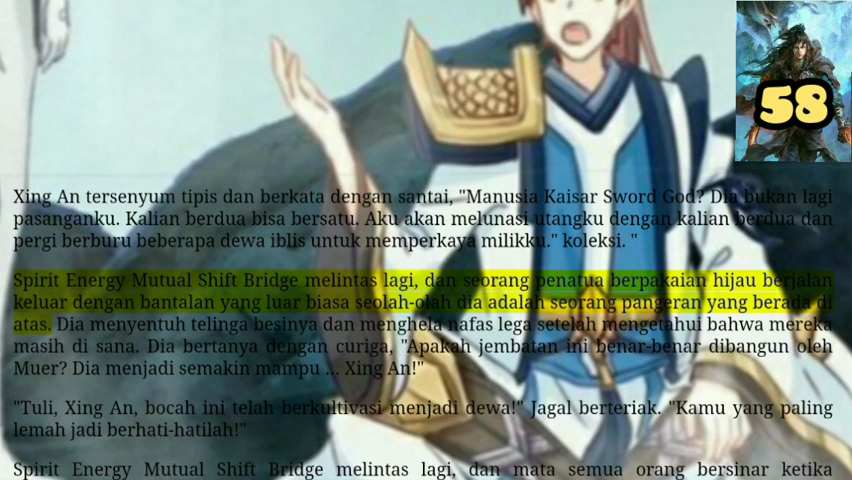 58
Xing An tersenyum tipis dan berkata dengan santai, "Manusia Kaisar Sword God? Dia bukan lagi
pasanganku. Kalian berdua bisa bersatu. Aku akan melunasi utangku dengan kalian berdua dan
pergi berburu beberapa dewa iblis untuk memperkaya milikku." koleksi. "
Spirit Energy Mutual Shift Bridge melintas lagi, dan seorang penatua berpakaian hijau berjalan
keluar dengan bantalan yang luar biasa seolah-olah dia adalah seorang pangeran yang berada di
atas. Dia menyentuh telinga besinya dan menghela nafas lega setelah mengetahui bahwa mereka
masih di sana. Dia bertanya dengan curiga, "Apakah jembatan ini benar-benar dibangun oleh
Muer? Dia menjadi semakin mampu ... Xing An!"
"Tuli, Xing An, bocah ini telah berkultivasi menjadi dewa!" Jagal berteriak. "Kamu yang paling
lemah jadi berhati-hatilah!"
Spirit Energy Mutual Shift Bridge melintas lagi, dan mata semua orang bersinar ketika